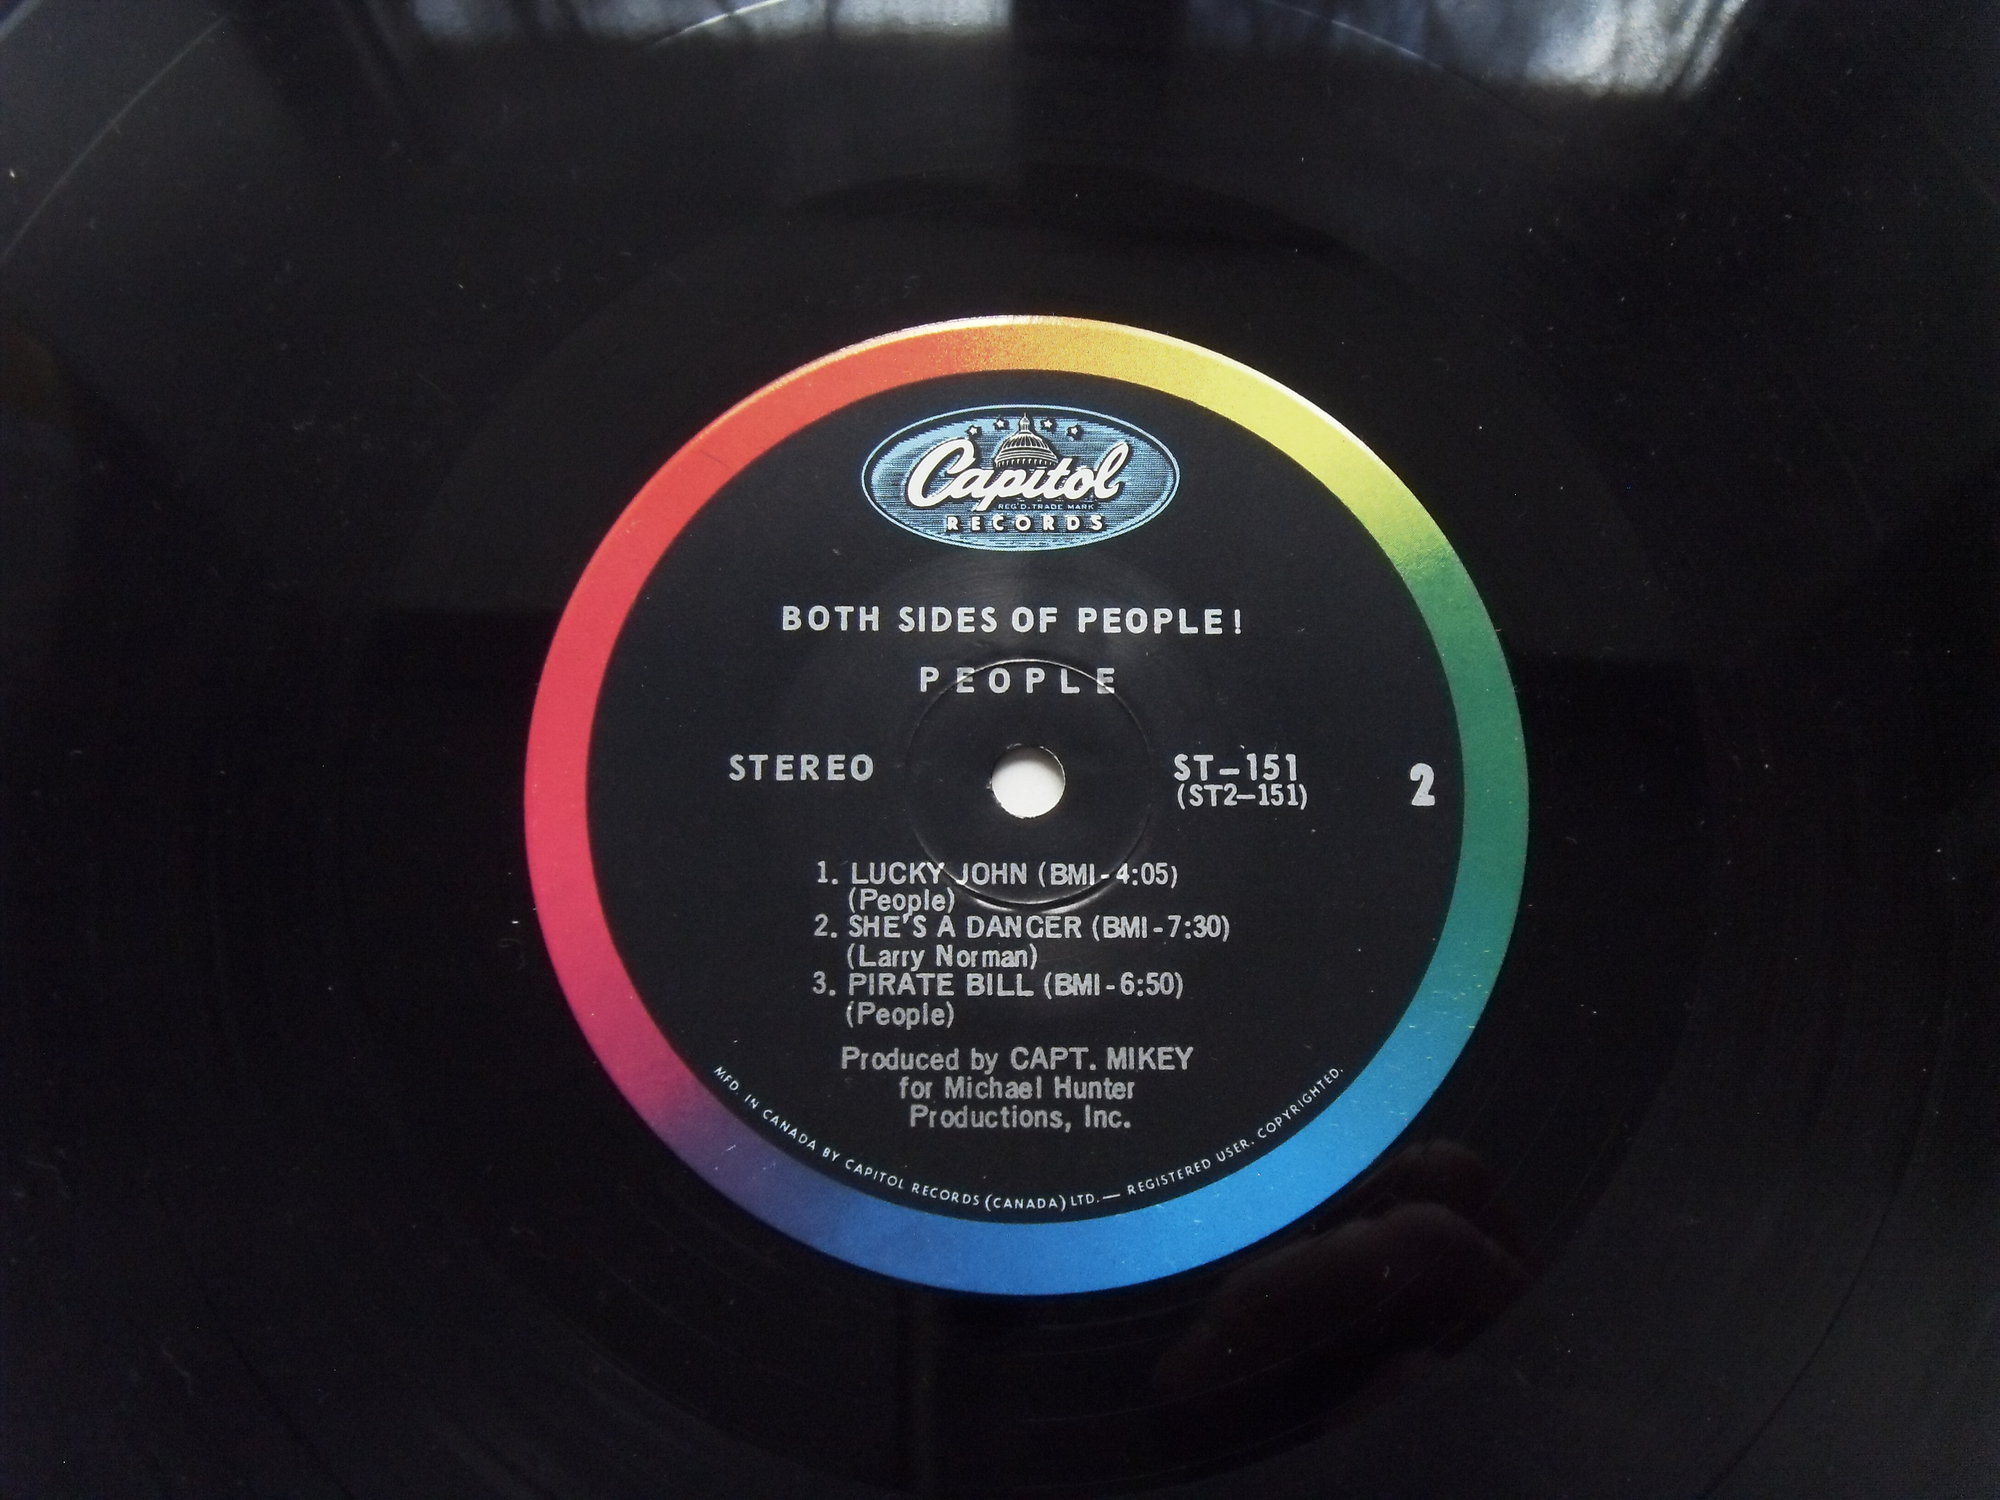 Capitol
REG'D. TRADE MARK
RECORDS
BOTH SIDES OF PEOPLE!
PEOPLE
STEREO
ST-151
(ST2-151)
2
1. LUCKY JOHN (BMI-4:05)
(People)
2. SHE'S A DANCER (BMI-7:30)
(Larry Norman)
3. PIRATE BILL (BMI-6:50)
(People)
Produced by CAPT. MIKEY
for Michael Hunter
Productions, Inc.
MFD. IN CANADA BY CAPITOL RECORDS (CANADA) LTD.— REGISTERED USER. COPYRIGHTED.